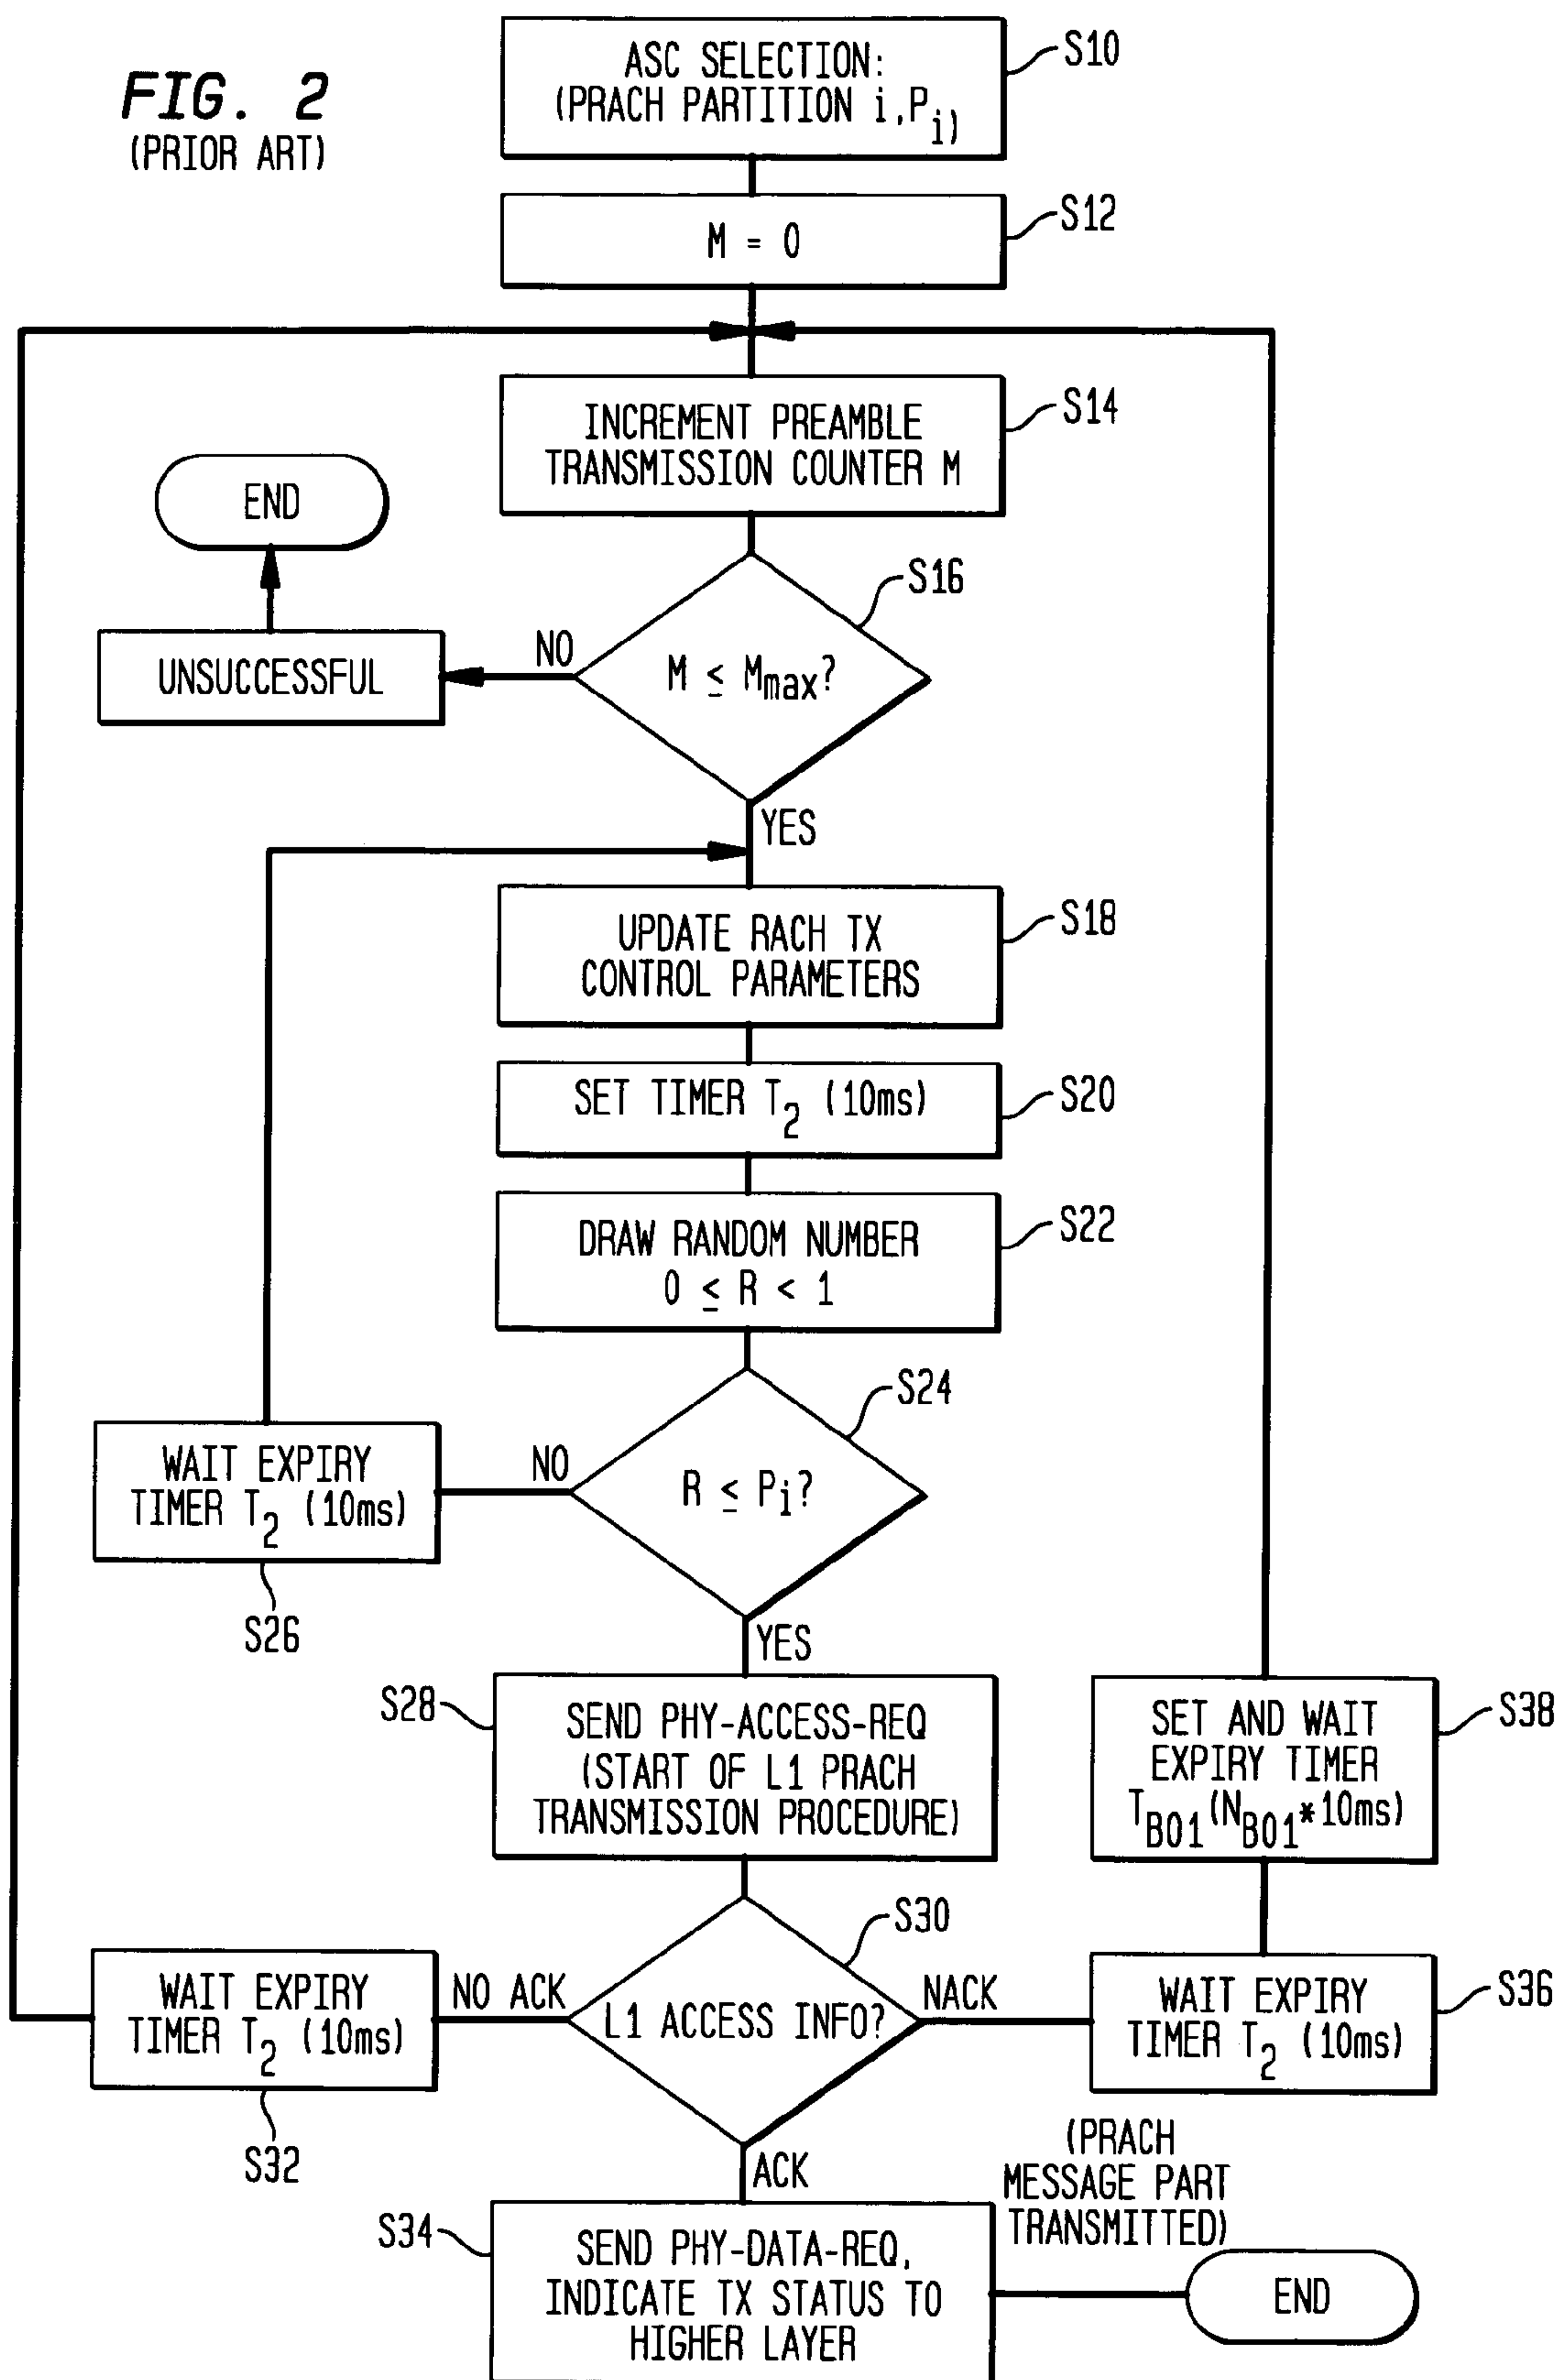 FIG. 2
(PRIOR ART)
ASC SELECTION:
(PRACH PARTITION i,Pi)
S10
M = 0
S12
INCREMENT PREAMBLE
TRANSMISSION COUNTER M
S14
END
UNSUCCESSFUL
NO
M ≤ Mmax?
S16
YES
UPDATE RACH TX
CONTROL PARAMETERS
S18
SET TIMER T2 (10ms)
S20
DRAW RANDOM NUMBER
0 ≤ R < 1
S22
WAIT EXPIRY
TIMER T2 (10ms)
S26
NO
R ≤ Pi?
S24
YES
S28
SEND PHY-ACCESS-REQ
(START OF L1 PRACH
TRANSMISSION PROCEDURE)
SET AND WAIT
EXPIRY TIMER
TB01(NB01*10ms)
S38
WAIT EXPIRY
TIMER T2 (10ms)
S32
NO ACK
L1 ACCESS INFO?
S30
NACK
WAIT EXPIRY
TIMER T2 (10ms)
S36
ACK
S34
SEND PHY-DATA-REQ,
INDICATE TX STATUS TO
HIGHER LAYER
(PRACH
MESSAGE PART
TRANSMITTED)
END